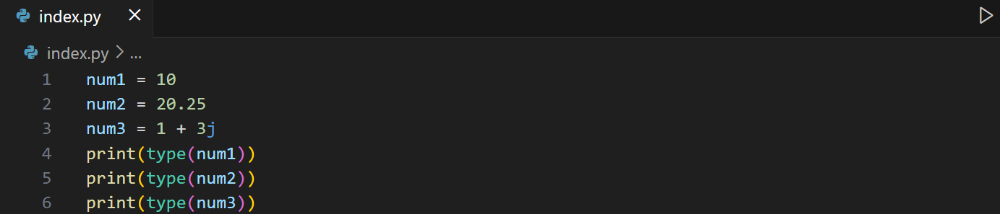 index.py ×
index.py > ...
1 num1 = 10
2 num2 = 20.25
3 num3 = 1 + 3j
4 print(type(num1))
5 print(type(num2))
6 print(type(num3))